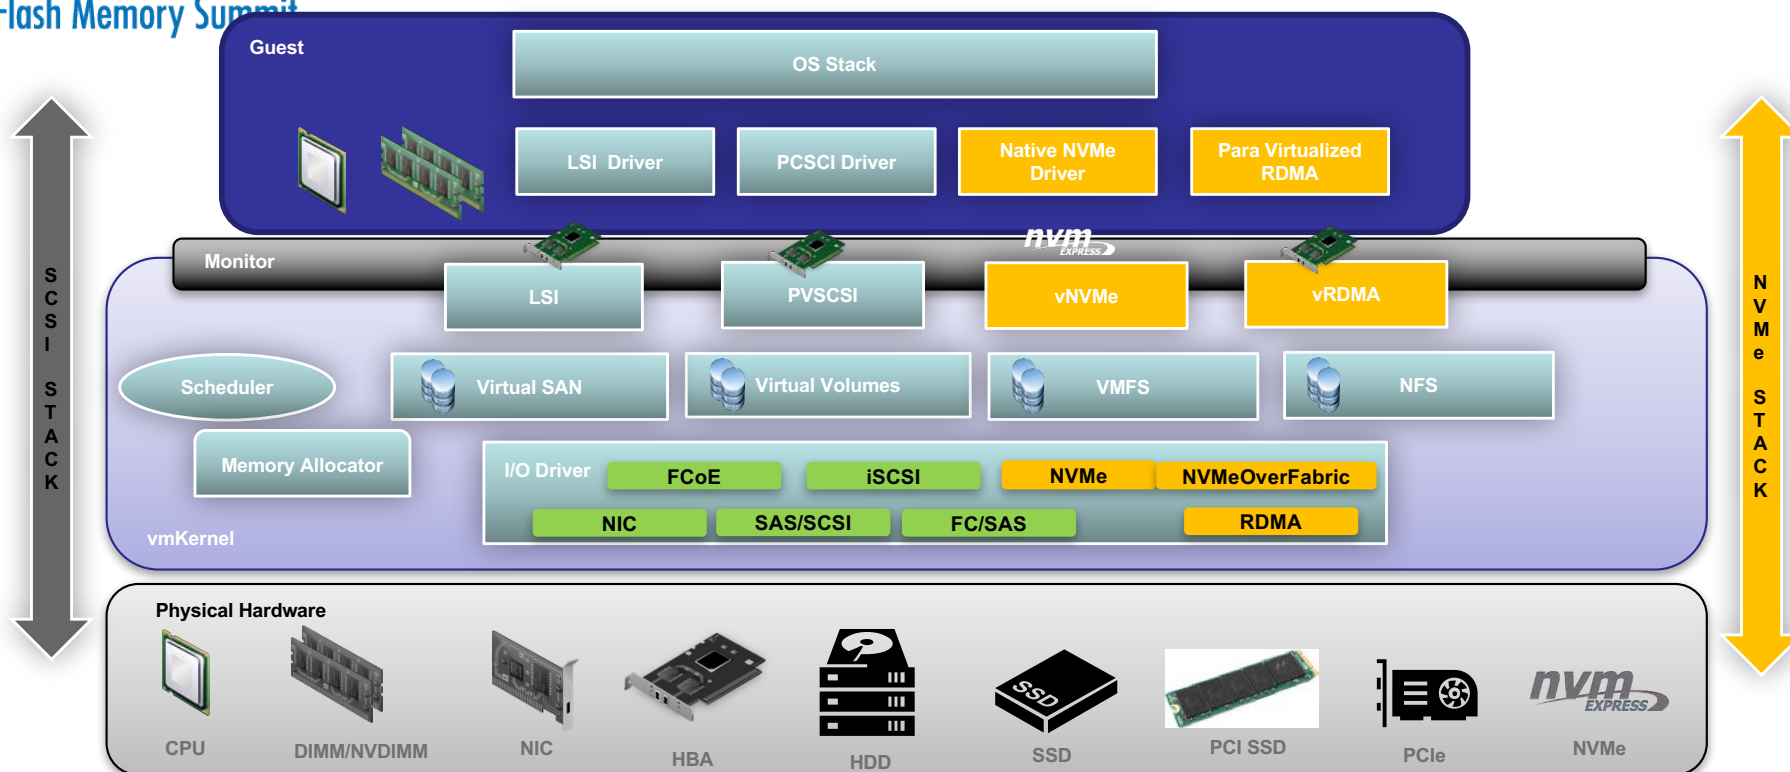 Flash Memory Summit
Guest
OS Stack
LSI Driver
PCSCI Driver
Native NVMe
Driver
Para Virtualized
RDMA
Monitor
nvm
EXPRESS
LSI
PVSCSI
vNVMe
vRDMA
SCSI STACK
NVMe STACK
Scheduler
Virtual SAN
Virtual Volumes
VMFS
NFS
Memory Allocator
I/O Driver
FCoE
iSCSI
NVMe
NVMeOverFabric
NIC
SAS/SCSI
FC/SAS
RDMA
vmKernel
Physical Hardware
SSD
nvm
EXPRESS
CPU
DIMM/NVDIMM
NIC
HBA
HDD
SSD
PCI SSD
PCIe
NVMe